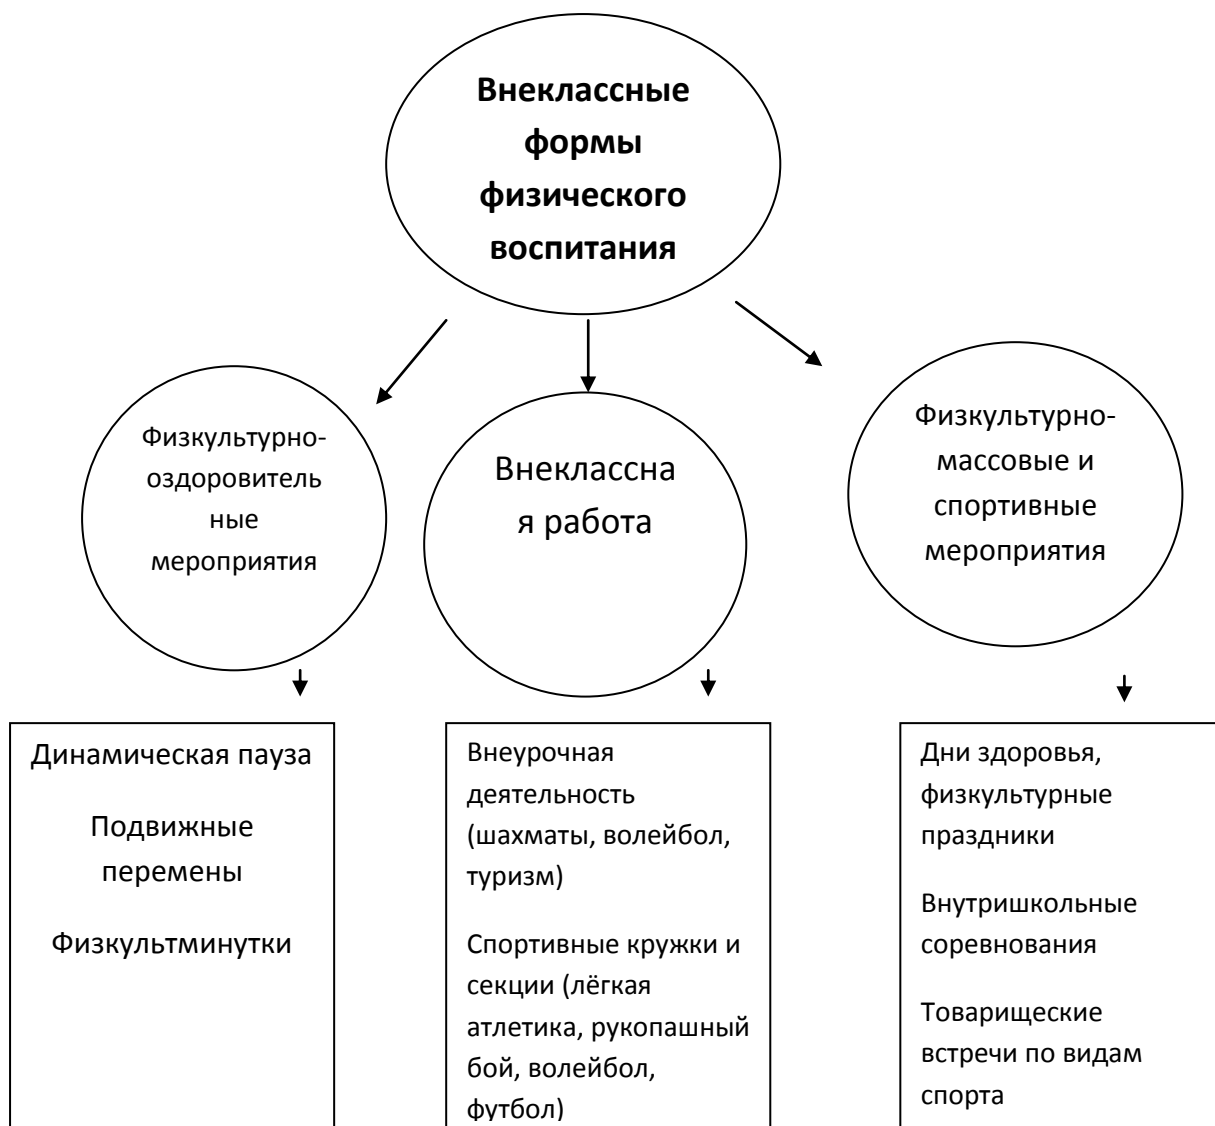 Внеклассные
формы
физического
воспитания
Физкультурно-
оздоровитель
ные
мероприятия
Внеклассна
я работа
Физкультурно-
массовые и
спортивные
мероприятия
Динамическая пауза
Подвижные
перемены
Физкультминутки
Внеурочная
деятельность
(шахматы, волейбол,
туризм)
Спортивные кружки и
секции (лёгкая
атлетика, рукопашный
бой, волейбол,
футбол)
Дни здоровья,
физкультурные
праздники
Внутришкольные
соревнования
Товарищеские
встречи по видам
спорта